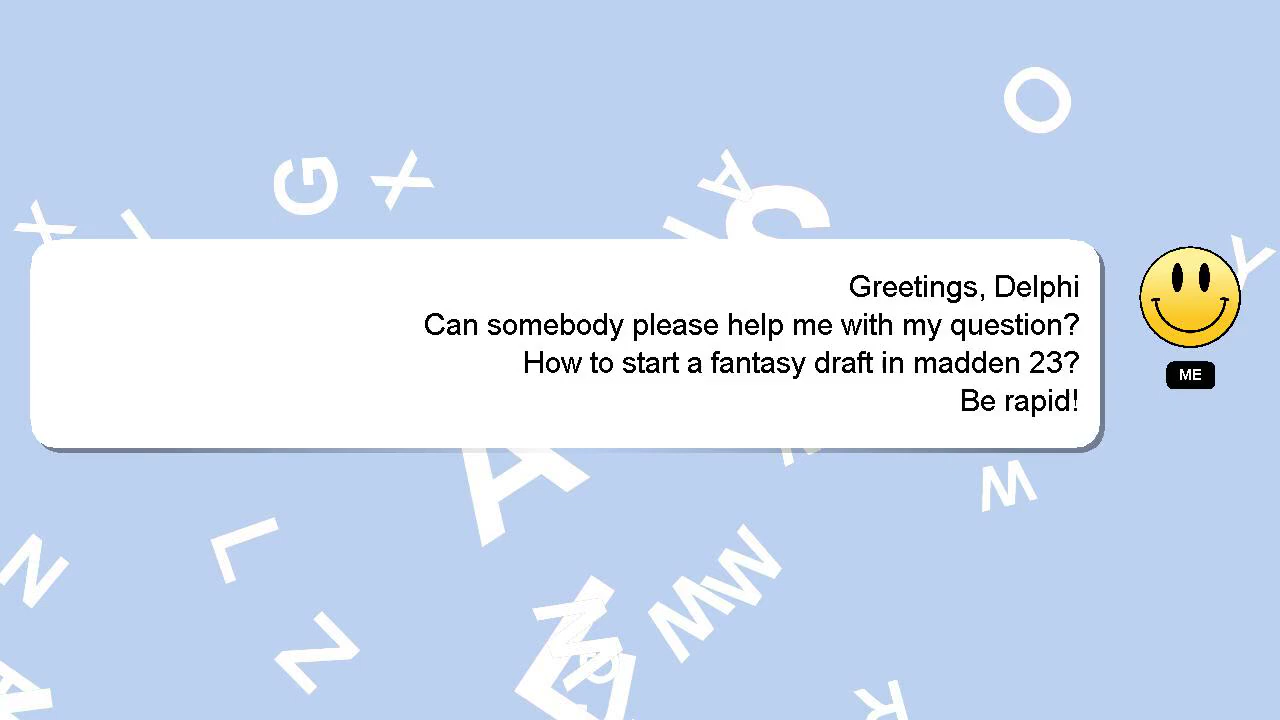 Greetings, Delphi
Can somebody please help me with my question?
How to start a fantasy draft in madden 23?
Be rapid!
ME